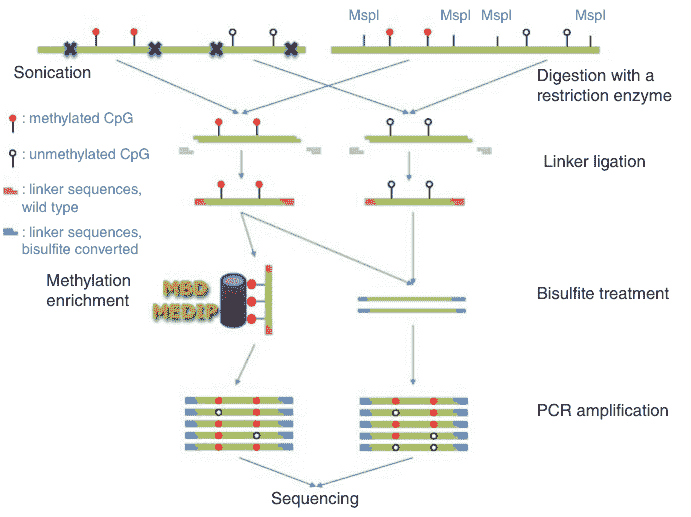 MspI MspI MspI MspI
Sonication
Digestion with a
restriction enzyme
: methylated CpG
: unmethylated CpG
: linker sequences,
wild type
: linker sequences,
bisulfite converted
Linker ligation
Methylation
enrichment
MBD
MEDIP
Bisulfite treatment
PCR amplification
Sequencing